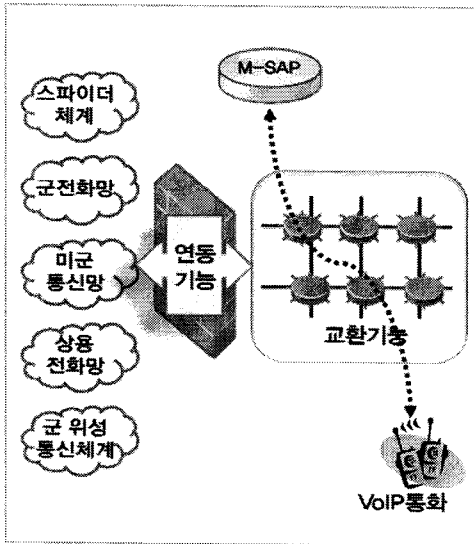 M-SAP
스파이더
체계
군전화망
미군
통신망
상용
전화망
군 위성
통신체계
연동
기능
교환기능
VoIP통화